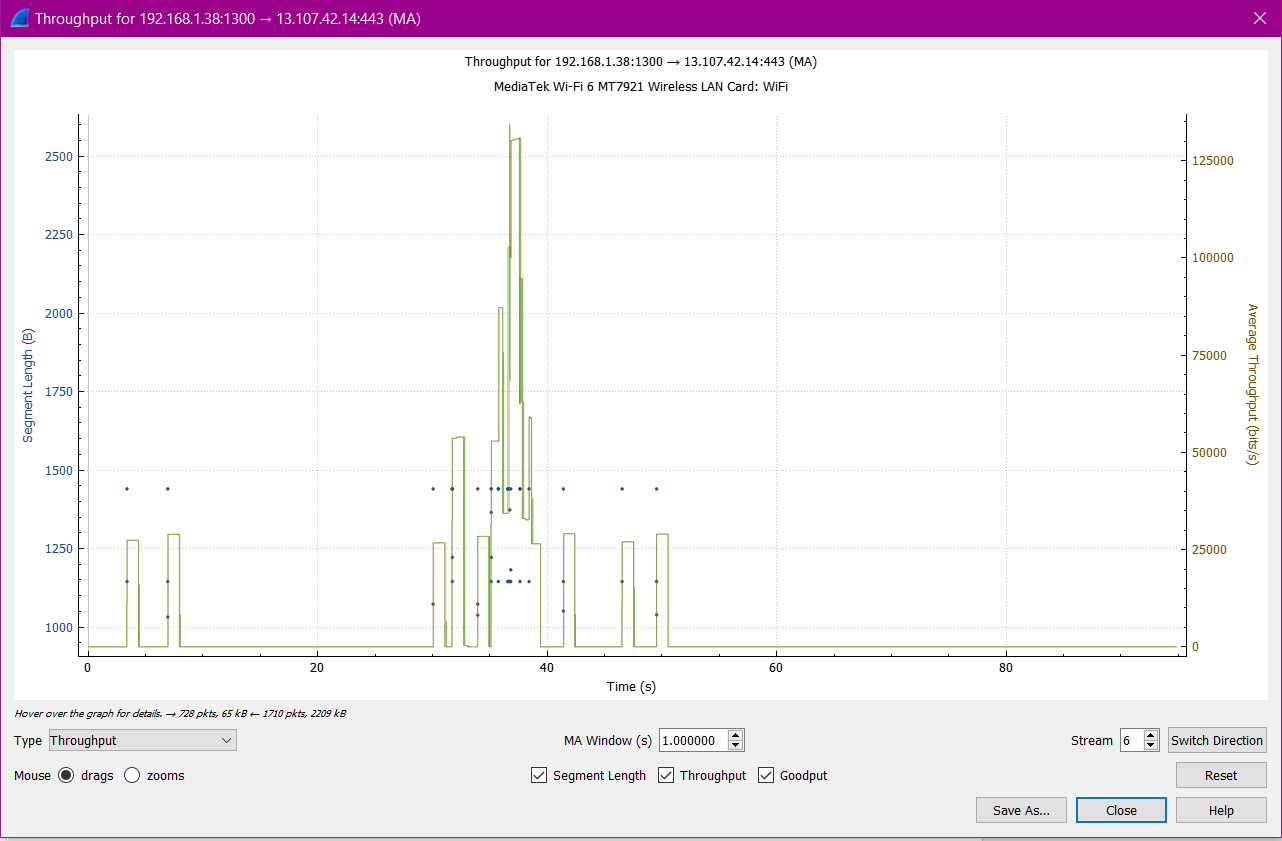 Throughput for 192.168.1.38:1300 → 13.107.42.14:443 (MA)
Throughput for 192.168.1.38:1300 → 13.107.42.14:443 (MA)
MediaTek Wi-Fi 6 MT7921 Wireless LAN Card: WiFi
Segment Length (B)
2500
2250
2000
1750
1500
1250
1000
125000
100000
75000
50000
25000
0
Average Throughput (bits/s)
0 20 40 60 80
Time (s)
Hover over the graph for details. → 728 pkts, 65 kB ← 1710 pkts, 2209 kB
Type Throughput MA Window (s) 1.000000 Stream 6 Switch Direction
Mouse drags zooms Segment Length Throughput Goodput Reset
Save As... Close Help